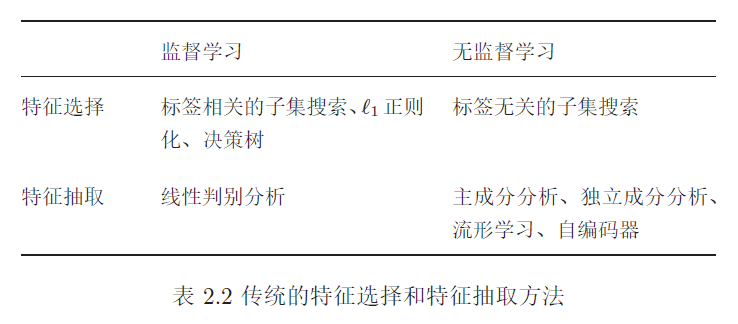 监督学习 无监督学习
特征选择 标签相关的子集搜索、ℓ1 正则化、决策树 标签无关的子集搜索
特征抽取 线性判别分析 主成分分析、独立成分分析、流形学习、自编码器
表 2.2 传统的特征选择和特征抽取方法